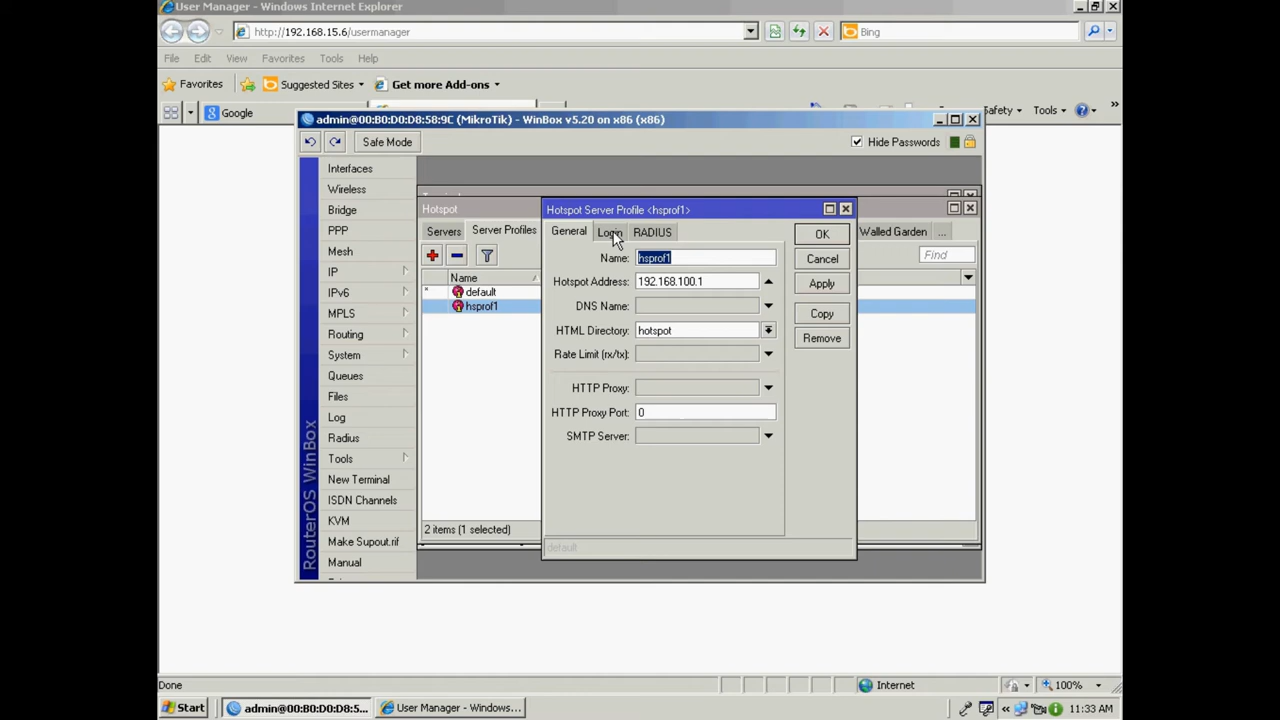 User Manager - Windows Internet Explorer
http://192.168.15.6/usermanager
Bing
File Edit View Favorites Tools Help
Favorites
Suggested Sites
Get more Add-ons
Google
Safety Tools
admin@00:B0:D0:D8:58:9C (MikroTik) - WinBox v5.20 on x86 (x86)
Safe Mode
Hide Passwords
RouterOS WinBox
Interfaces
Wireless
Bridge
PPP
Mesh
IP
IPv6
MPLS
Routing
System
Queues
Files
Log
Radius
Tools
New Terminal
ISDN Channels
KVM
Make Supout.rif
Manual
Hotspot
Servers Server Profiles Walled Garden ...
Find
Name
* default
hsprof1
2 items (1 selected)
Hotspot Server Profile <hsprof1>
General Login RADIUS
Name: hsprof1
Hotspot Address: 192.168.100.1
DNS Name:
HTML Directory: hotspot
Rate Limit (rx/tx):
HTTP Proxy:
HTTP Proxy Port: 0
SMTP Server:
OK
Cancel
Apply
Copy
Remove
default
Done
Internet
100%
Start
admin@00:B0:D0:D8:5...
User Manager - Windows...
11:33 AM